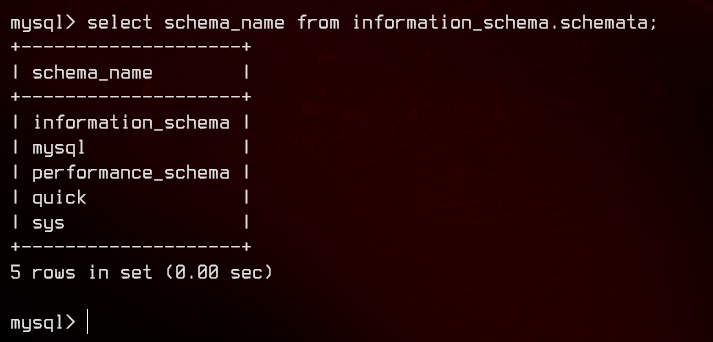 mysql> select schema_name from information_schema.schemata;
+--------------------+
| schema_name        |
+--------------------+
| information_schema |
| mysql              |
| performance_schema |
| quick              |
| sys                |
+--------------------+
5 rows in set (0.00 sec)
mysql>